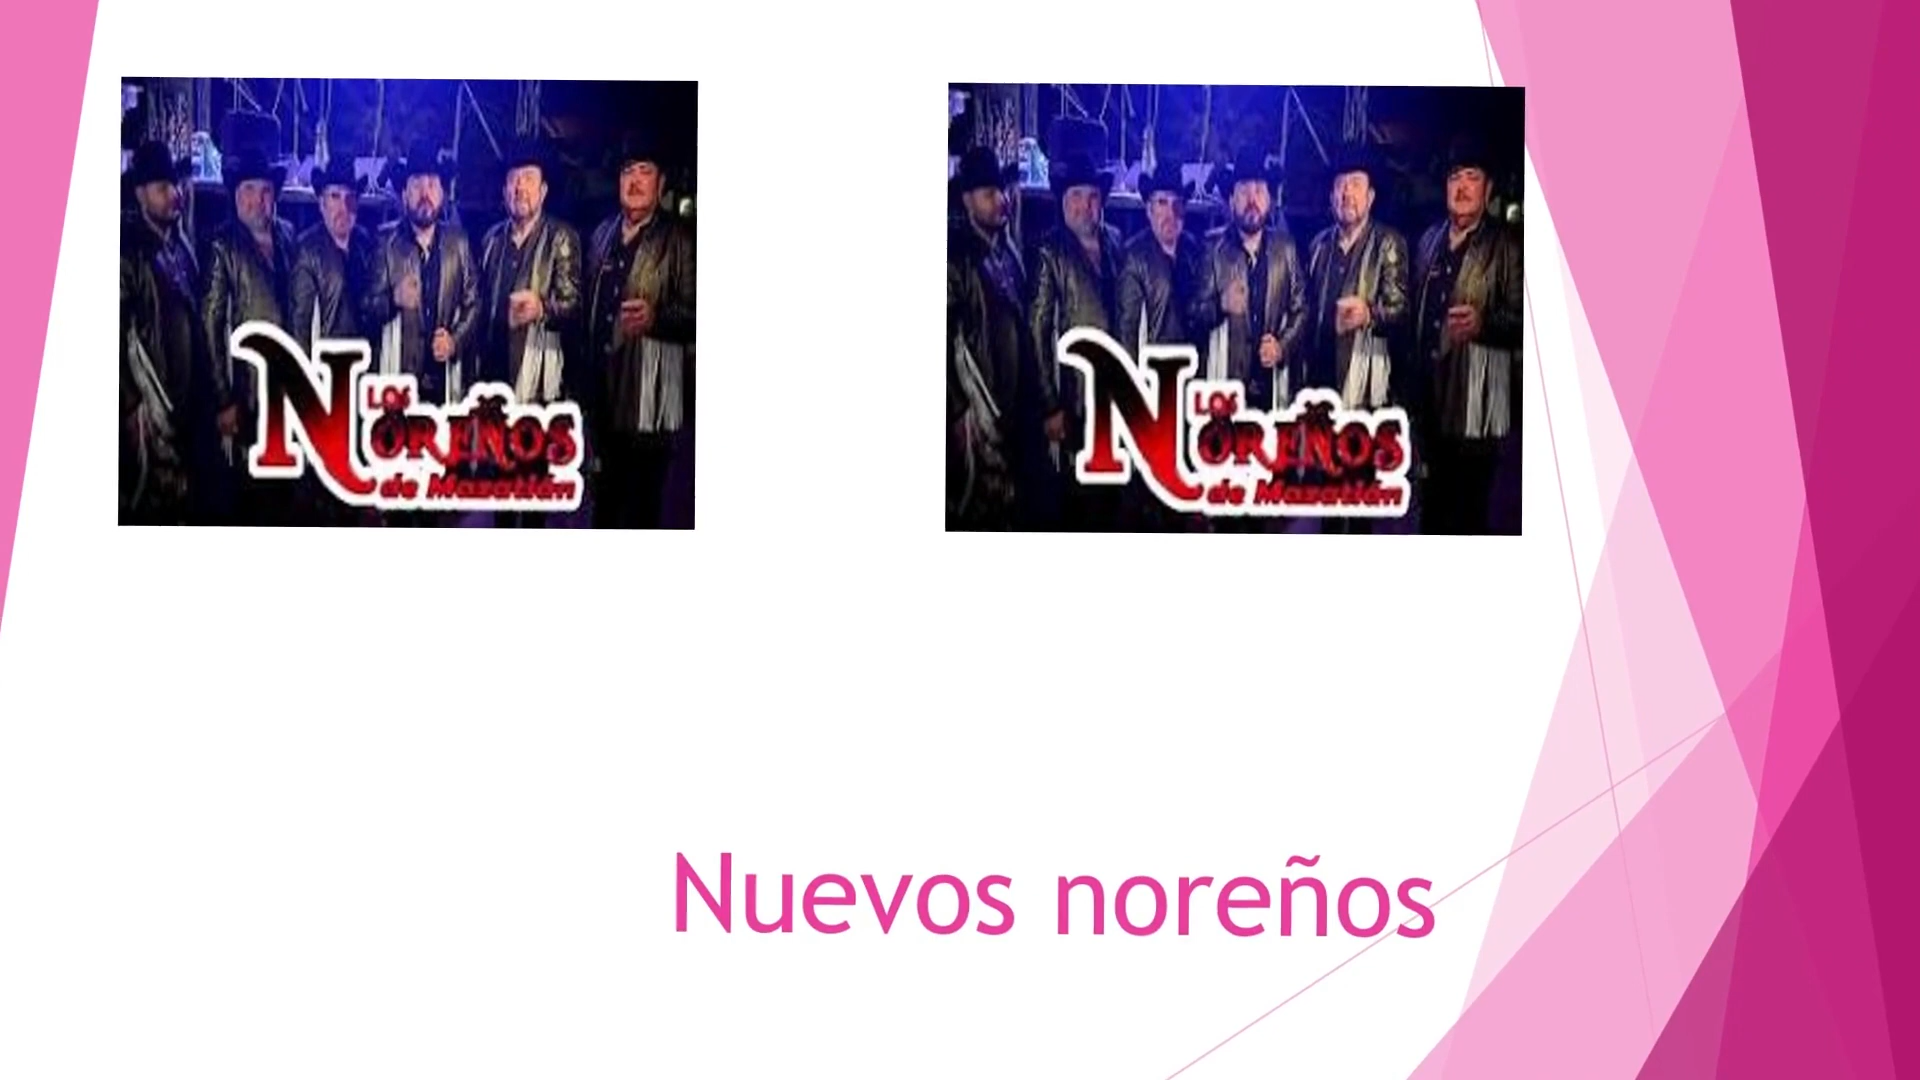 LOS
NOREÑOS
de Mazatlán
LOS
NOREÑOS
de Mazatlán
Nuevos noreños